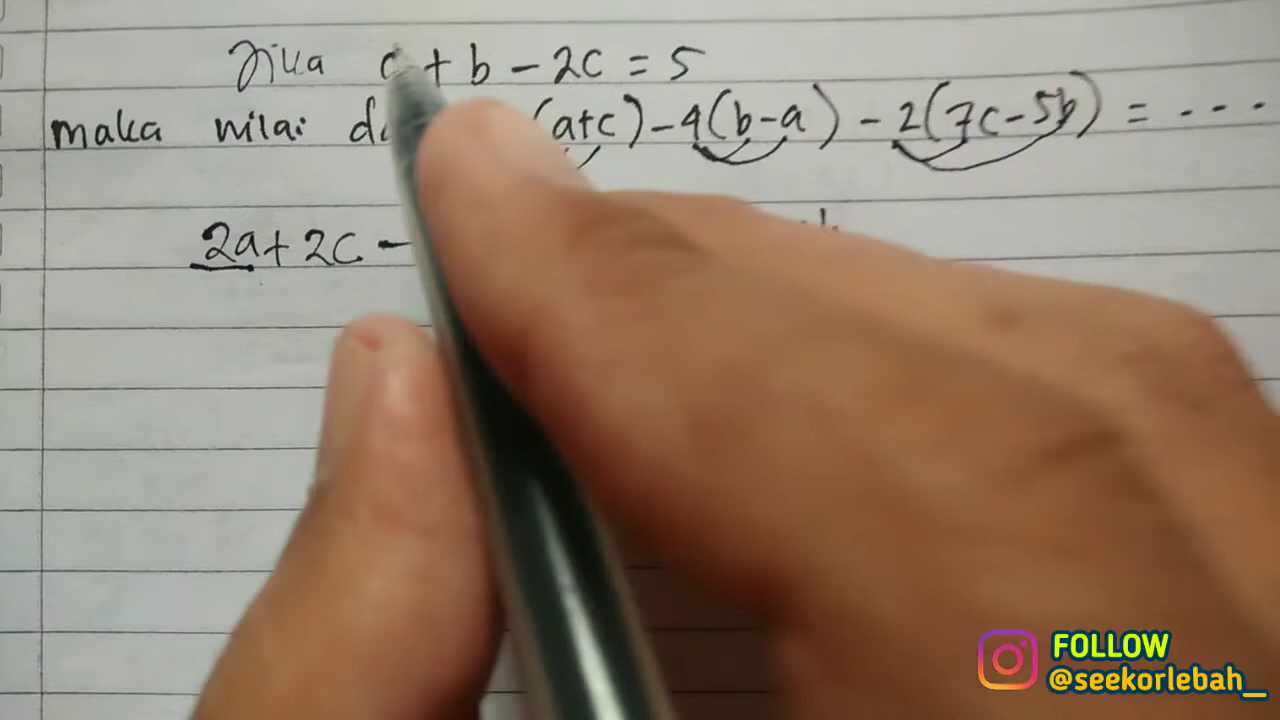 Jika + b - 2c = 5
maka nilai (a+c) - 4(b-a) - 2(7c-5b) = ...
2a + 2c -
FOLLOW
@seekorlebah_